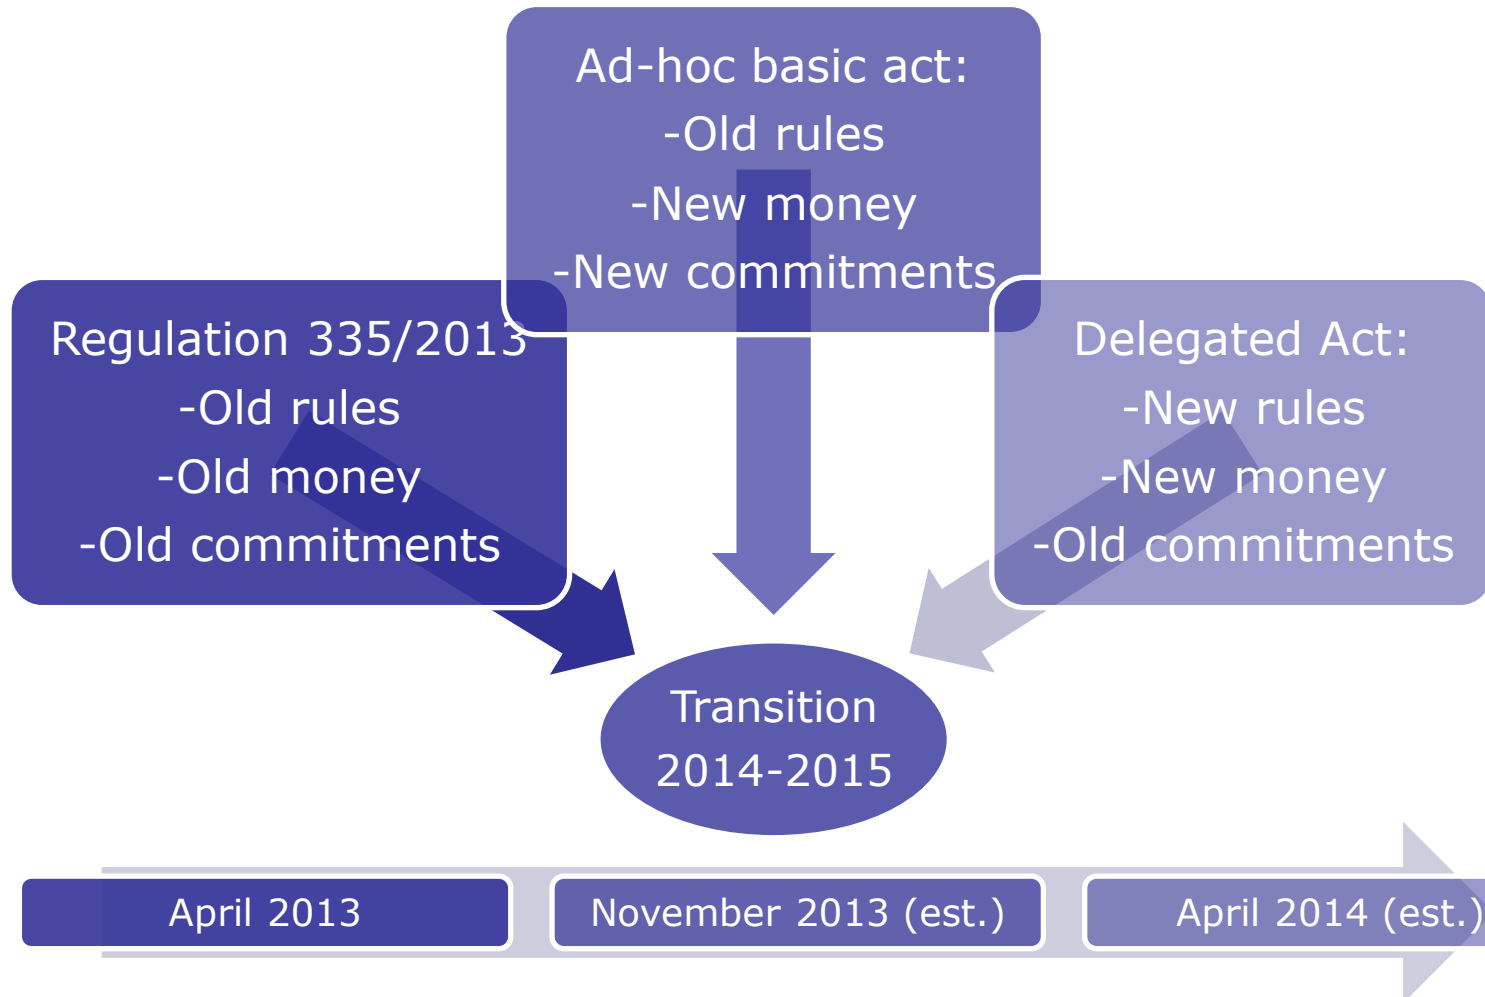 Ad-hoc basic act:
-Old rules
-New money
-New commitments
Regulation 335/2013
-Old rules
-Old money
-Old commitments
Delegated Act:
-New rules
-New money
-Old commitments
Transition
2014-2015
April 2013
November 2013 (est.)
April 2014 (est.)